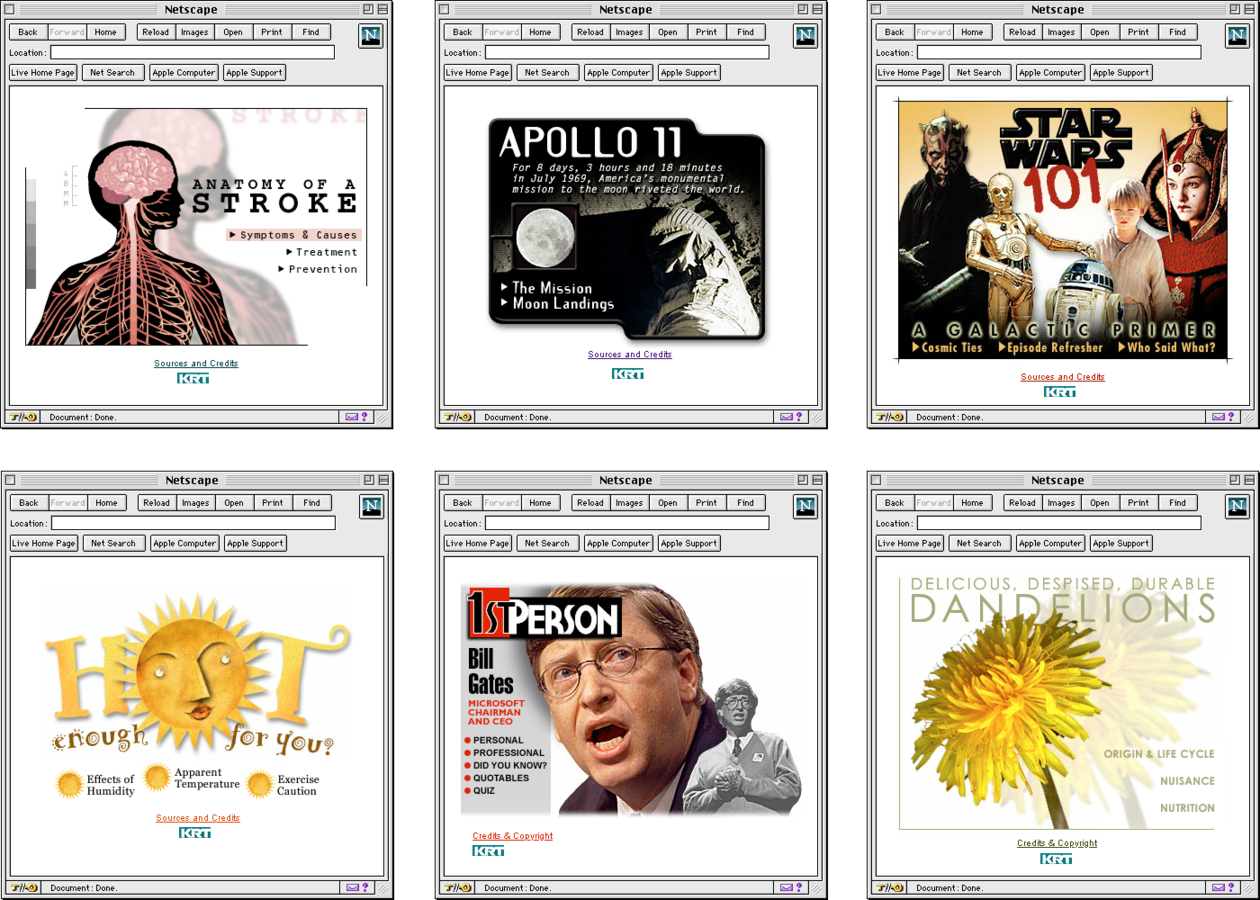 Netscape
Back Forward Home Reload Images Open Print Find
N
Location:
Live Home Page Net Search Apple Computer Apple Support
STROKE
40MM
ANATOMY OF A
STROKE
Symptoms & Causes
Treatment
Prevention
Sources and Credits
KRT
Document: Done.
?
Netscape
Back Forward Home Reload Images Open Print Find
N
Location:
Live Home Page Net Search Apple Computer Apple Support
APOLLO 11
For 8 days, 3 hours and 18 minutes
in July 1969, America's monumental
mission to the moon riveted the world.
The Mission
Moon Landings
Sources and Credits
KRT
Document: Done.
?
Netscape
Back Forward Home Reload Images Open Print Find
N
Location:
Live Home Page Net Search Apple Computer Apple Support
STAR
WARS
101
A GALACTIC PRIMER
Cosmic Ties Episode Refresher Who Said What?
Sources and Credits
KRT
Document: Done.
?
Netscape
Back Forward Home Reload Images Open Print Find
N
Location:
Live Home Page Net Search Apple Computer Apple Support
HOT
enough for you?
Effects of
Humidity
Apparent
Temperature
Exercise
Caution
Sources and Credits
KRT
Document: Done.
?
Netscape
Back Forward Home Reload Images Open Print Find
N
Location:
Live Home Page Net Search Apple Computer Apple Support
1ST PERSON
Bill
Gates
MICROSOFT
CHAIRMAN
AND CEO
PERSONAL
PROFESSIONAL
DID YOU KNOW?
QUOTABLES
QUIZ
Credits & Copyright
KRT
Document: Done.
?
Netscape
Back Forward Home Reload Images Open Print Find
N
Location:
Live Home Page Net Search Apple Computer Apple Support
DELICIOUS, DESPISED, DURABLE
DANDELIONS
ORIGIN & LIFE CYCLE
NUISANCE
NUTRITION
Credits & Copyright
KRT
Document: Done.
?